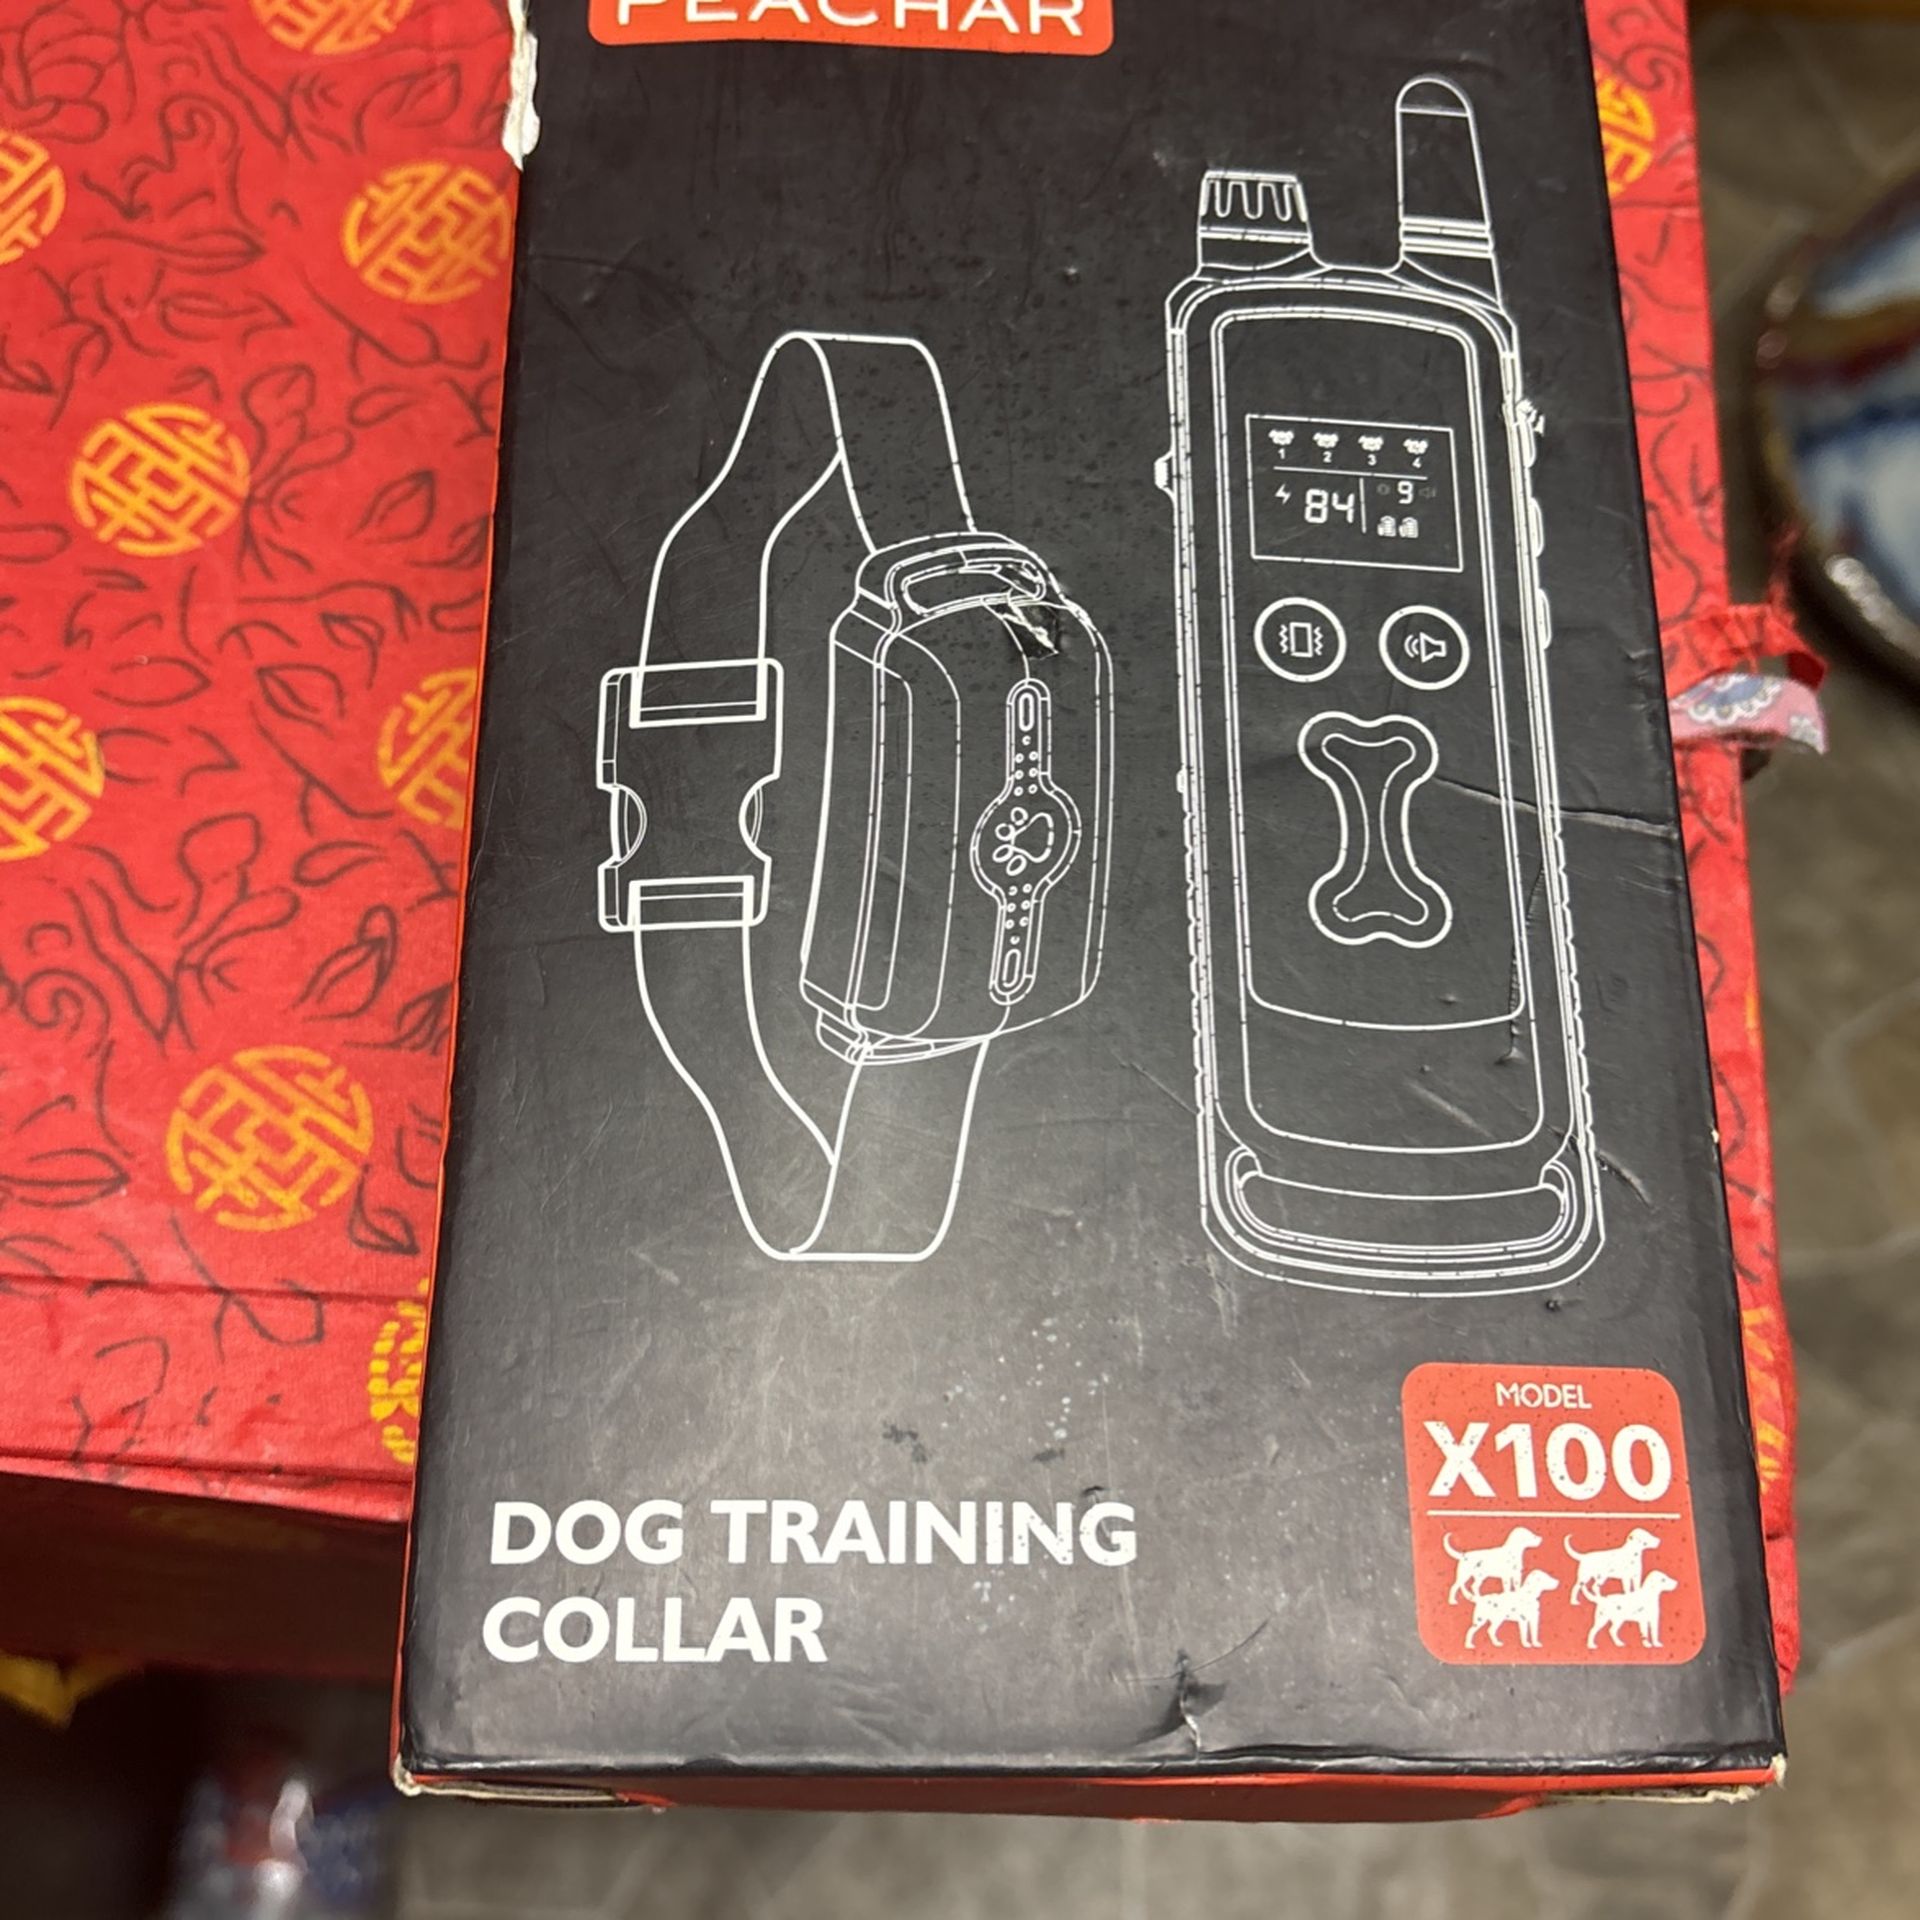 PEACHAR
1 2 3 4
84 9
MODEL
X100
DOG TRAINING
COLLAR